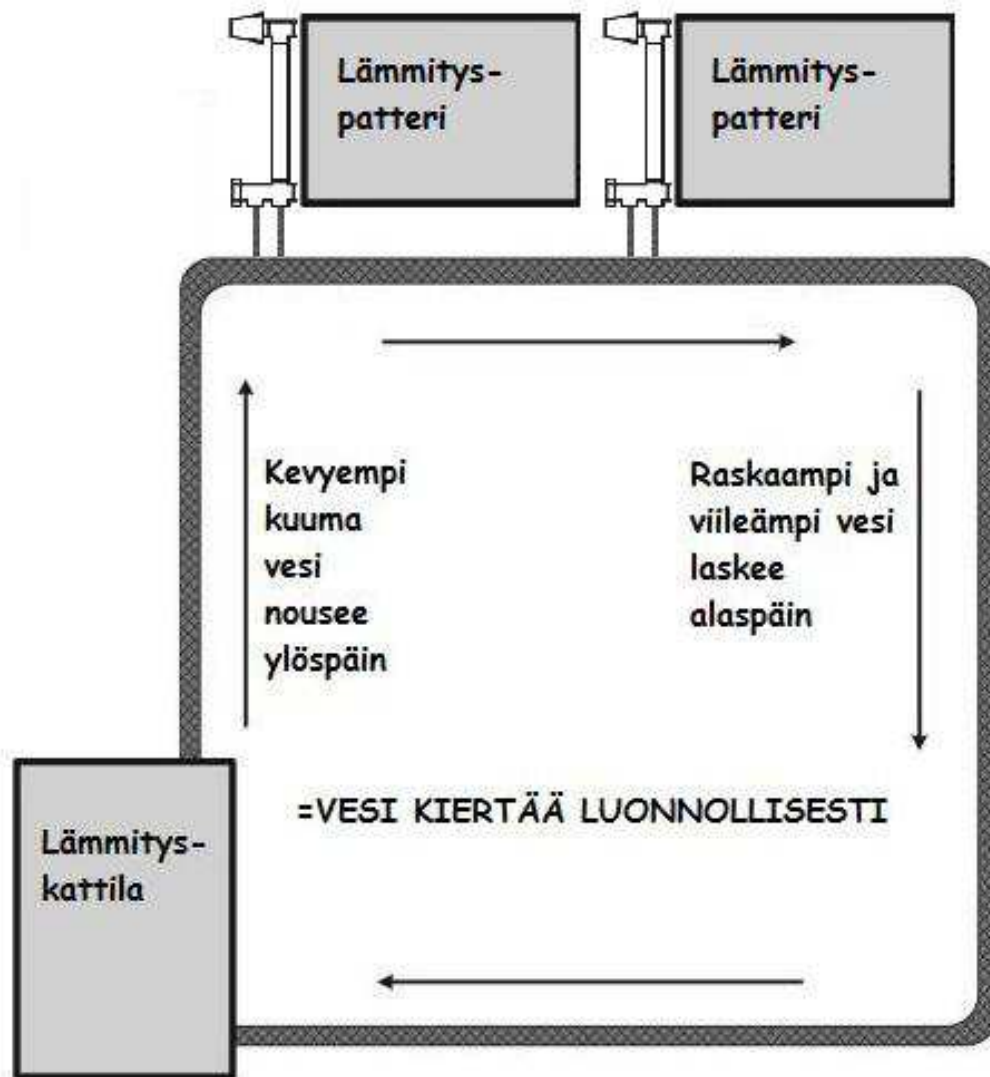 Lämmitys-
patteri
Lämmitys-
patteri
Kevyempi
kuuma
vesi
nousee
ylöspäin
Raskaampi ja
viileämpi vesi
laskee
alaspäin
=VESI KIERTÄÄ LUONNOLLISESTI
Lämmitys-
kattila